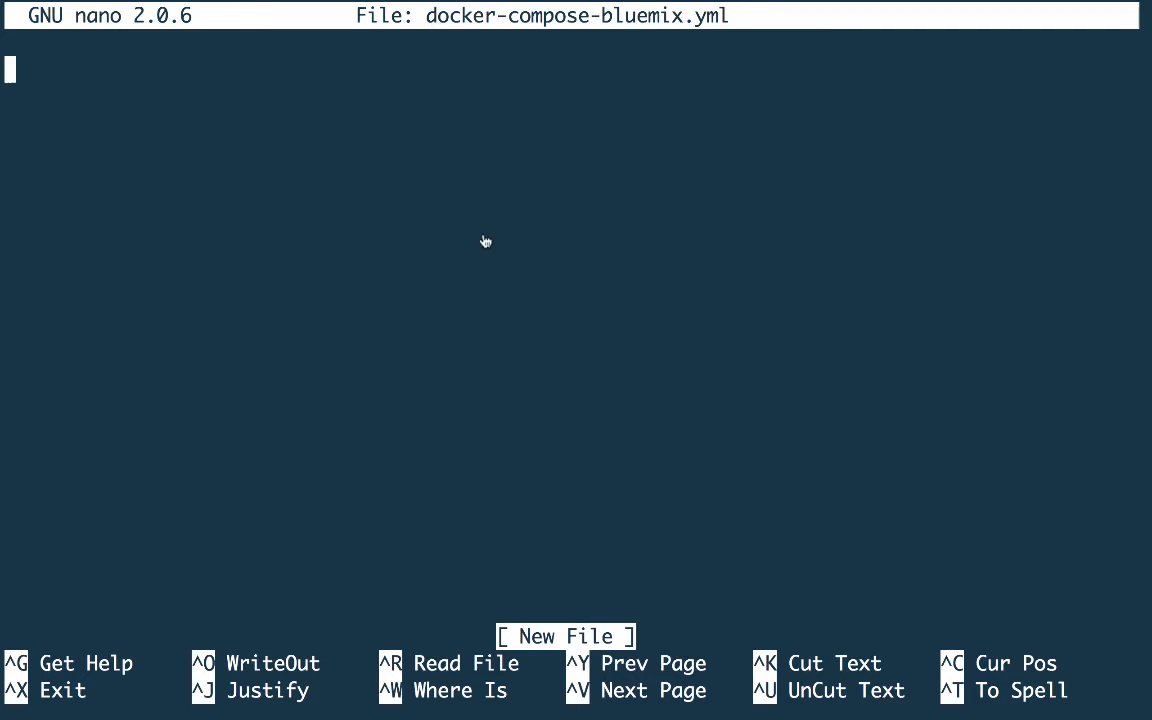 GNU nano 2.0.6 File: docker-compose-bluemix.yml
[ New File ]
^G Get Help ^O WriteOut ^R Read File ^Y Prev Page ^K Cut Text ^C Cur Pos
^X Exit ^J Justify ^W Where Is ^V Next Page ^U UnCut Text ^T To Spell